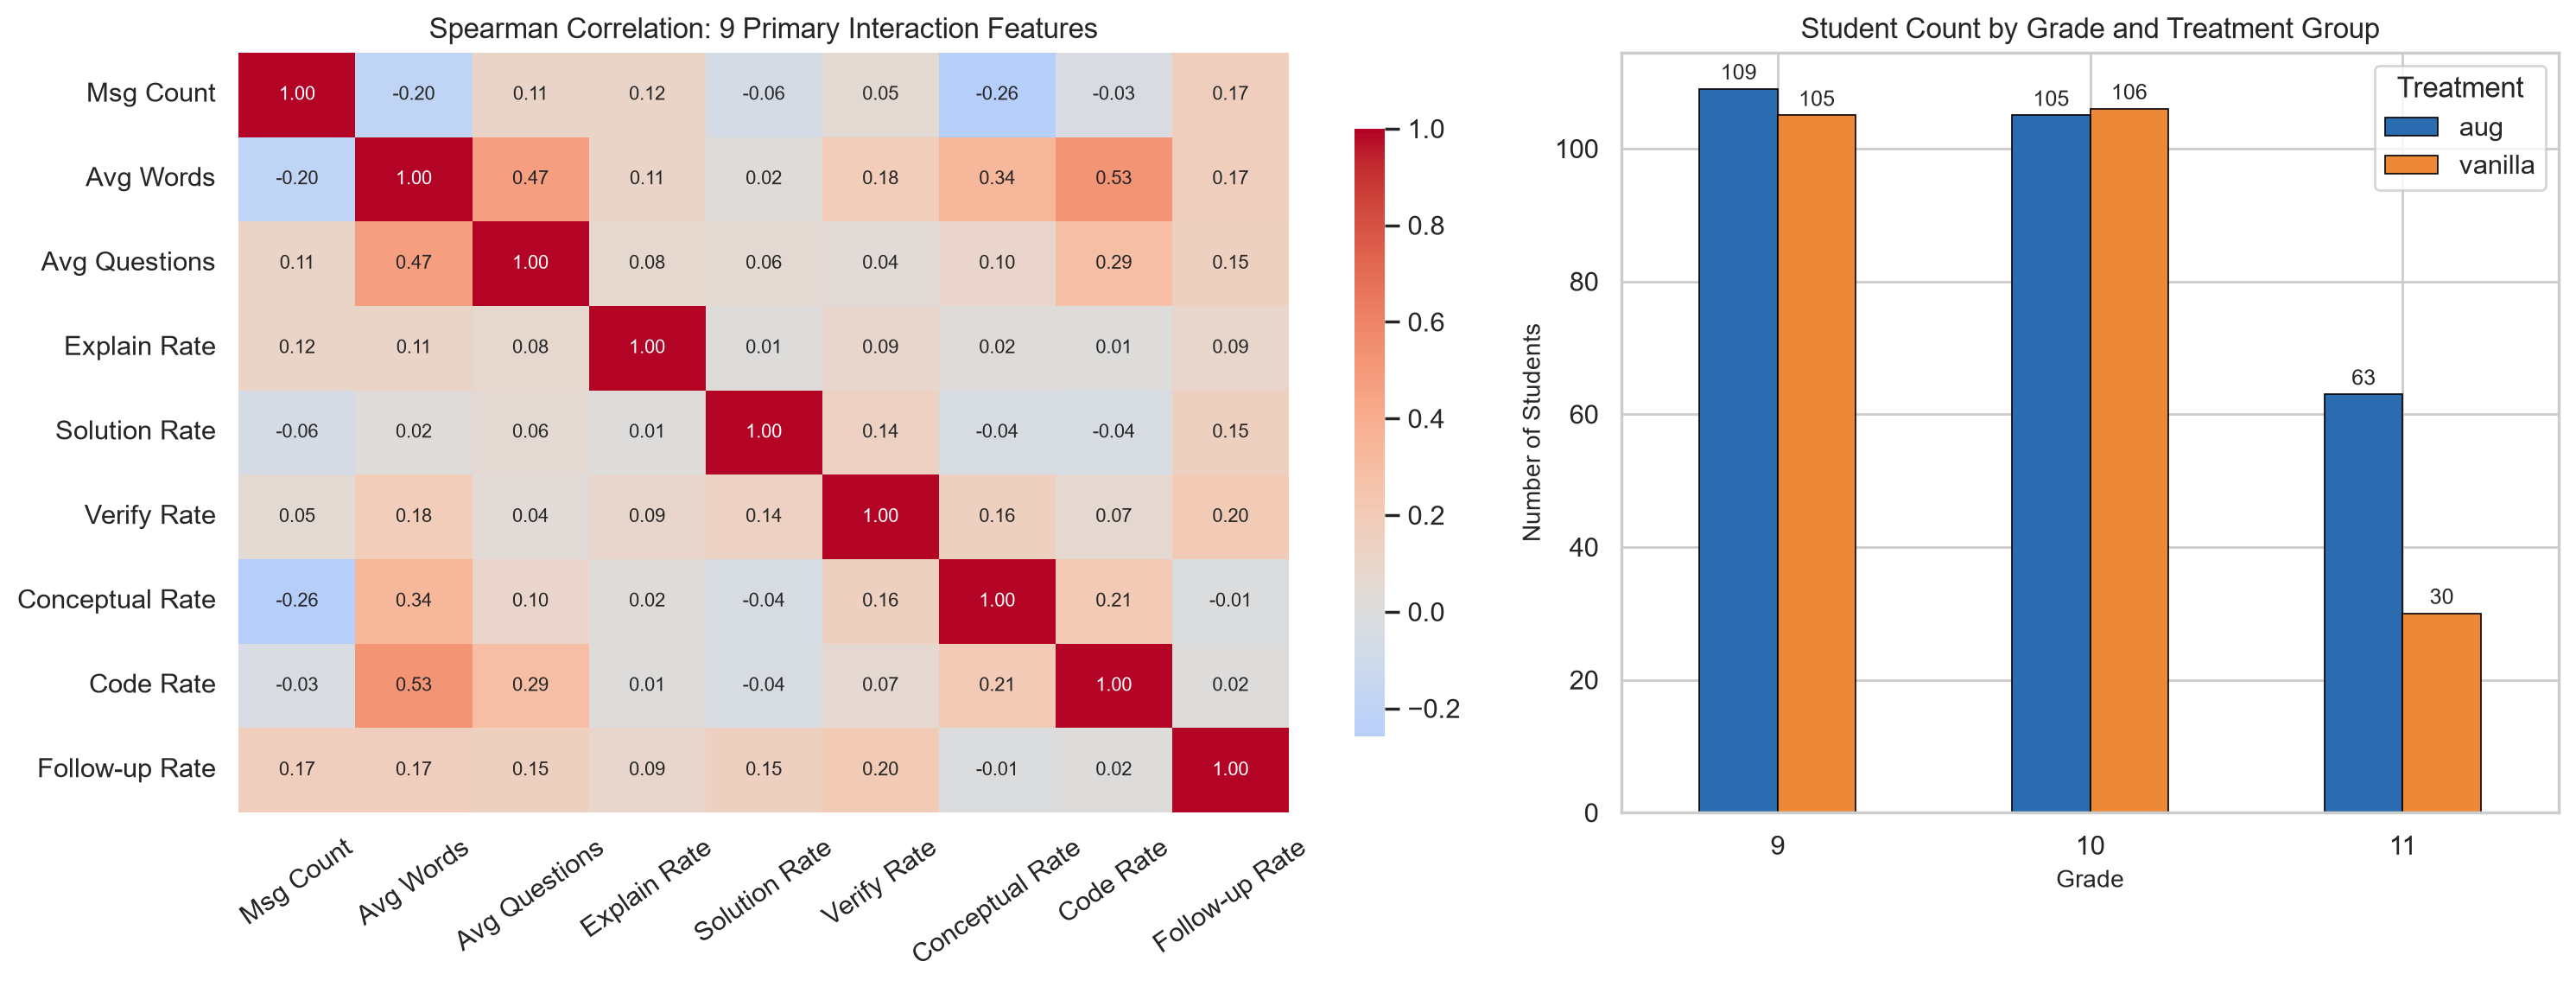 Spearman Correlation: 9 Primary Interaction Features
Msg Count 1.00 -0.20 0.11 0.12 -0.06 0.05 -0.26 -0.03 0.17
Avg Words -0.20 1.00 0.47 0.11 0.02 0.18 0.34 0.53 0.17
Avg Questions 0.11 0.47 1.00 0.08 0.06 0.04 0.10 0.29 0.15
Explain Rate 0.12 0.11 0.08 1.00 0.01 0.09 0.02 0.01 0.09
Solution Rate -0.06 0.02 0.06 0.01 1.00 0.14 -0.04 -0.04 0.15
Verify Rate 0.05 0.18 0.04 0.09 0.14 1.00 0.16 0.07 0.20
Conceptual Rate -0.26 0.34 0.10 0.02 -0.04 0.16 1.00 0.21 -0.01
Code Rate -0.03 0.53 0.29 0.01 -0.04 0.07 0.21 1.00 0.02
Follow-up Rate 0.17 0.17 0.15 0.09 0.15 0.20 -0.01 0.02 1.00
Msg Count Avg Words Avg Questions Explain Rate Solution Rate Verify Rate Conceptual Rate Code Rate Follow-up Rate
1.0
0.8
0.6
0.4
0.2
0.0
−0.2
Student Count by Grade and Treatment Group
Treatment
aug
vanilla
109 105 105 106 63 30
Number of Students
100
80
60
40
20
0
9 10 11
Grade